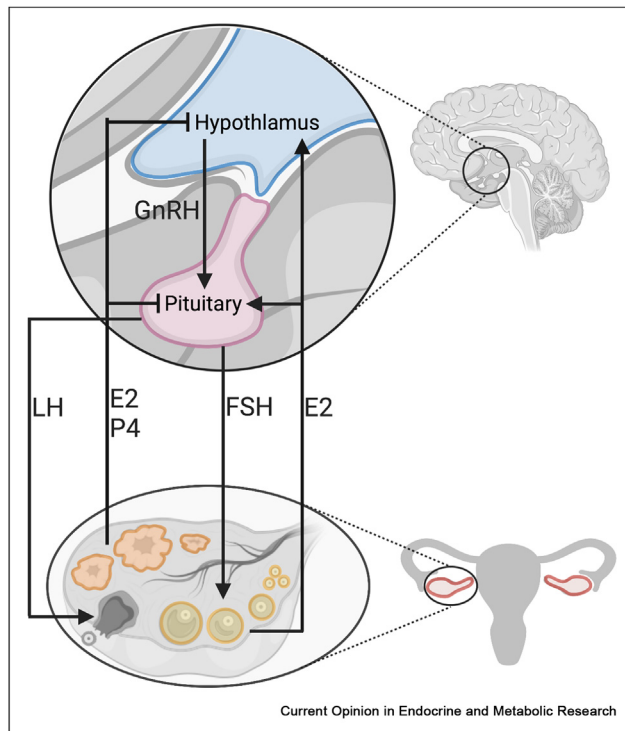 Hypothlamus
GnRH
Pituitary
LH
E2
P4
FSH
E2
Current Opinion in Endocrine and Metabolic Research